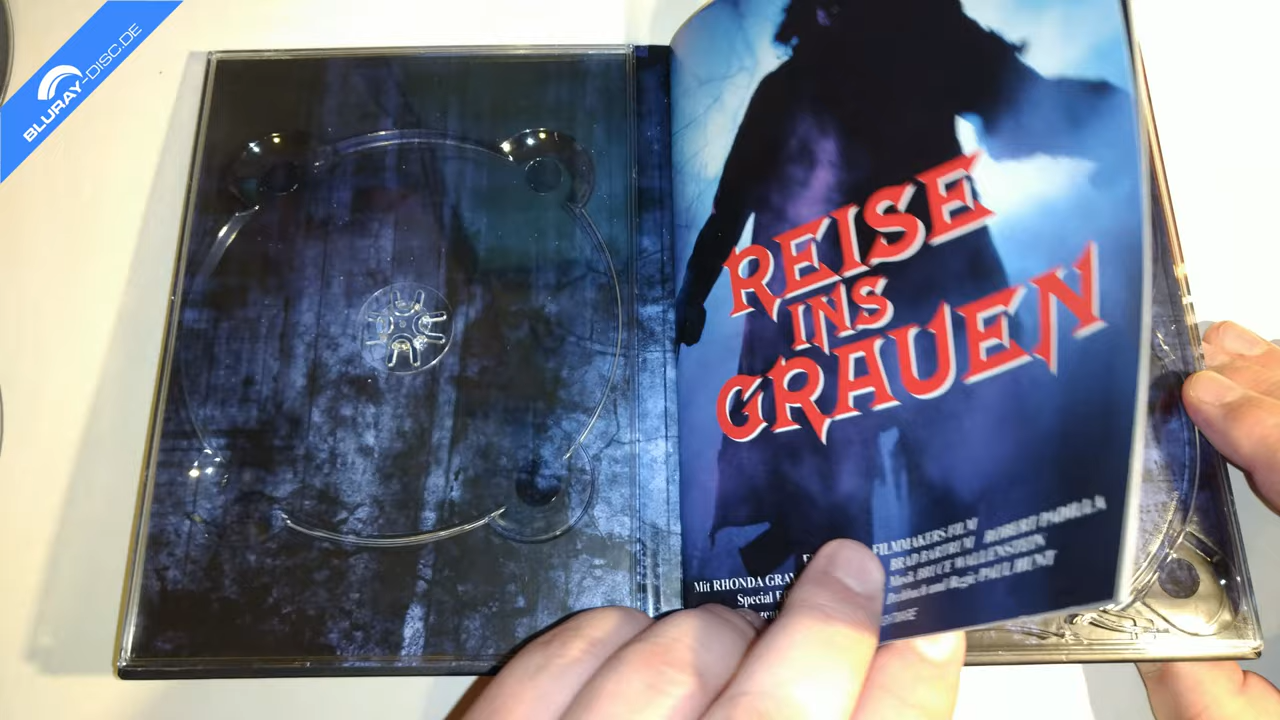 BLURAY-DISC.DE
REISE
INS
GRAUEN
FILMMAKERS FILM
BRAD BARTRUM ROBERT PADILLA
Mit RHONDA GRAY Musik BRUCE WALLENSTEIN
Special Drehbuch und Regie PAUL HUNT